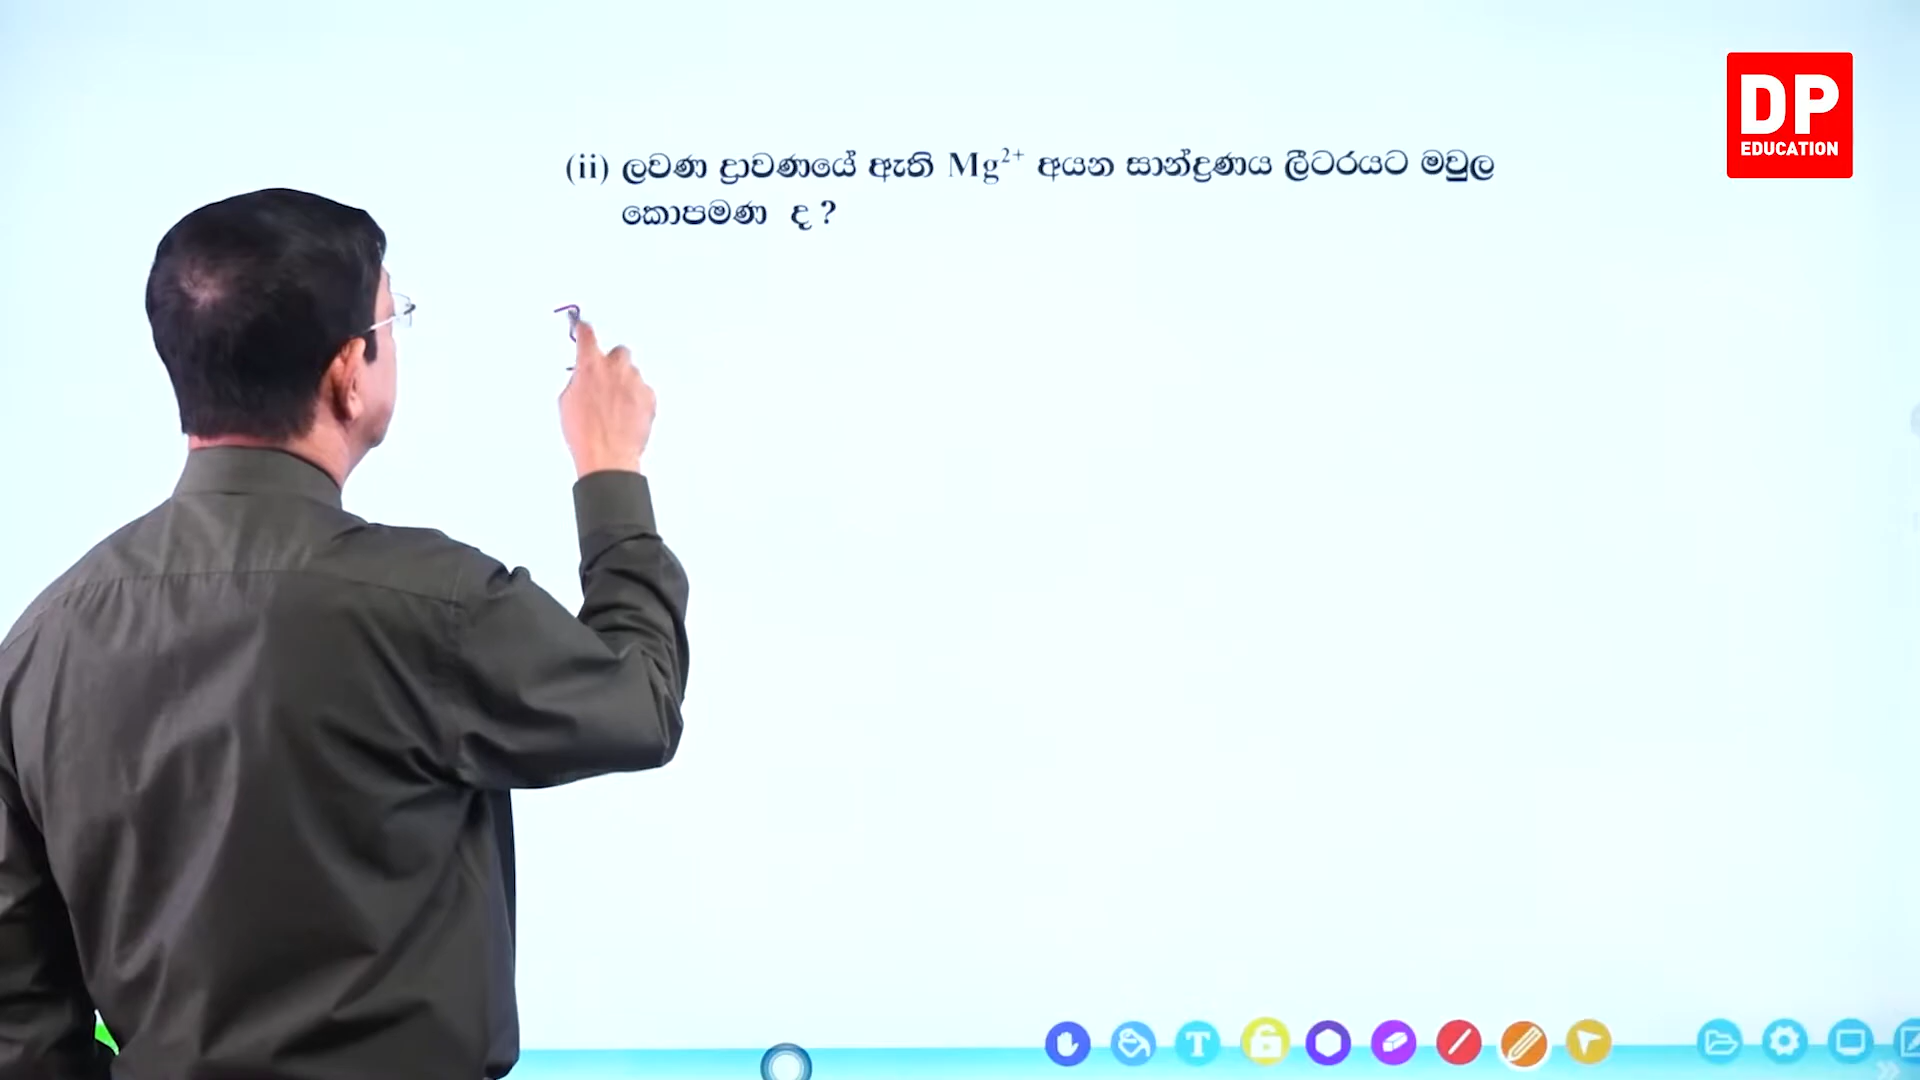 DP
EDUCATION
(ii) ලවණ ද්‍රාවණයේ ඇති Mg²⁺ අයන සාන්ද්‍රණය ලීටරයට මවුල
කොපමණ ද ?